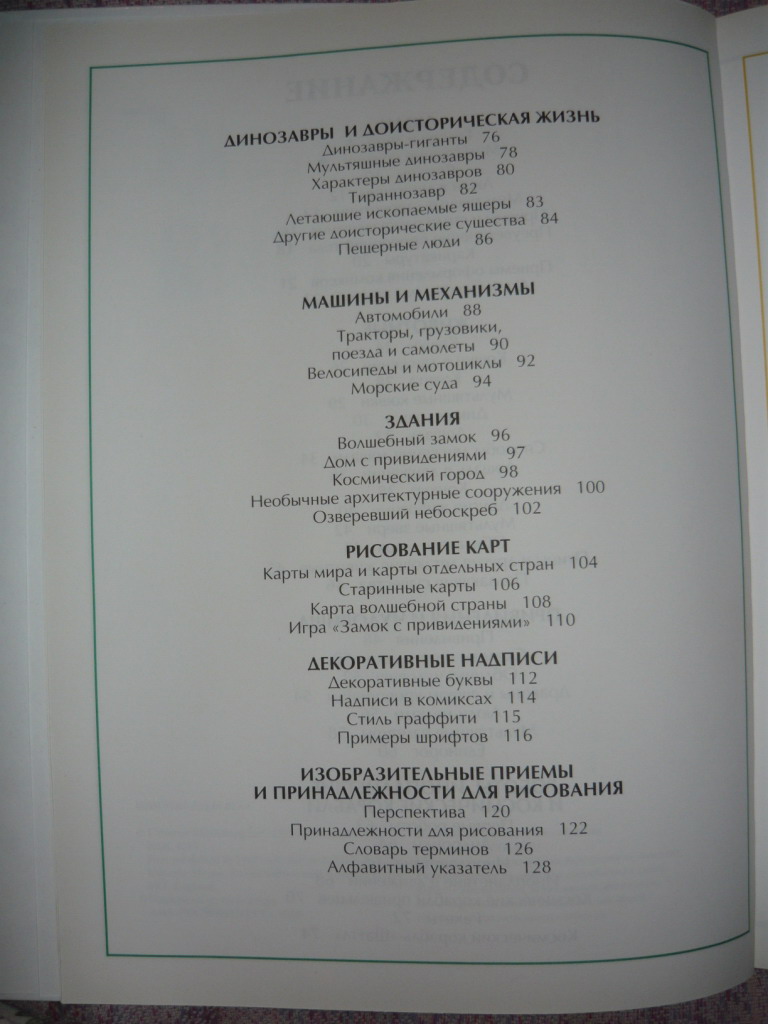 ДИНОЗАВРЫ И ДОИСТОРИЧЕСКАЯ ЖИЗНЬ
Динозавры-гиганты 76
Мультяшные динозавры 78
Характеры динозавров 80
Тираннозавр 82
Летающие ископаемые ящеры 83
Другие доисторические существа 84
Пещерные люди 86
МАШИНЫ И МЕХАНИЗМЫ
Автомобили 88
Тракторы, грузовики,
поезда и самолеты 90
Велосипеды и мотоциклы 92
Морские суда 94
ЗДАНИЯ
Волшебный замок 96
Дом с привидениями 97
Космический город 98
Необычные архитектурные сооружения 100
Озверевший небоскреб 102
РИСОВАНИЕ КАРТ
Карты мира и карты отдельных стран 104
Старинные карты 106
Карта волшебной страны 108
Игра «Замок с привидениями» 110
ДЕКОРАТИВНЫЕ НАДПИСИ
Декоративные буквы 112
Надписи в комиксах 114
Стиль граффити 115
Примеры шрифтов 116
ИЗОБРАЗИТЕЛЬНЫЕ ПРИЕМЫ
И ПРИНАДЛЕЖНОСТИ ДЛЯ РИСОВАНИЯ
Перспектива 120
Принадлежности для рисования 122
Словарь терминов 126
Алфавитный указатель 128